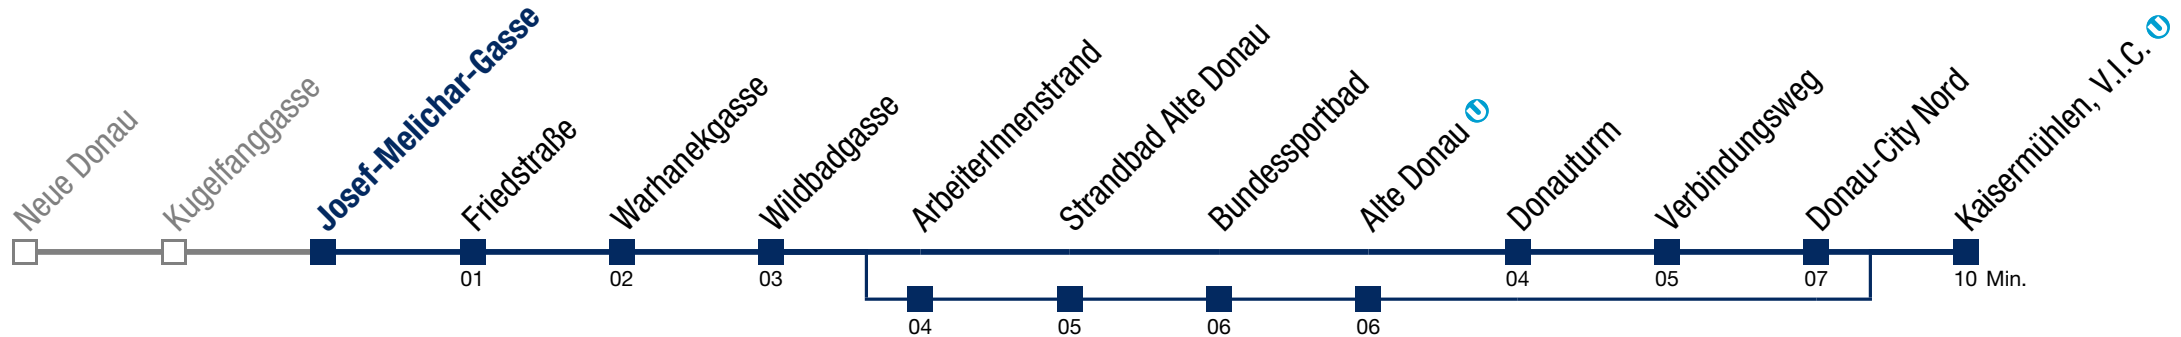 Neue Donau
Kugelfanggasse
Josef-Melichar-Gasse
Friedstraße
Warhanekgasse
Wildbadgasse
ArbeiterInnenstrand
Strandbad Alte Donau
Bundessportbad
Alte Donau U
Donauturm
Verbindungsweg
Donau-City Nord
Kaisermühlen, V.I.C. U
01 02 03 04 05 07 10 Min.
04 05 06 06